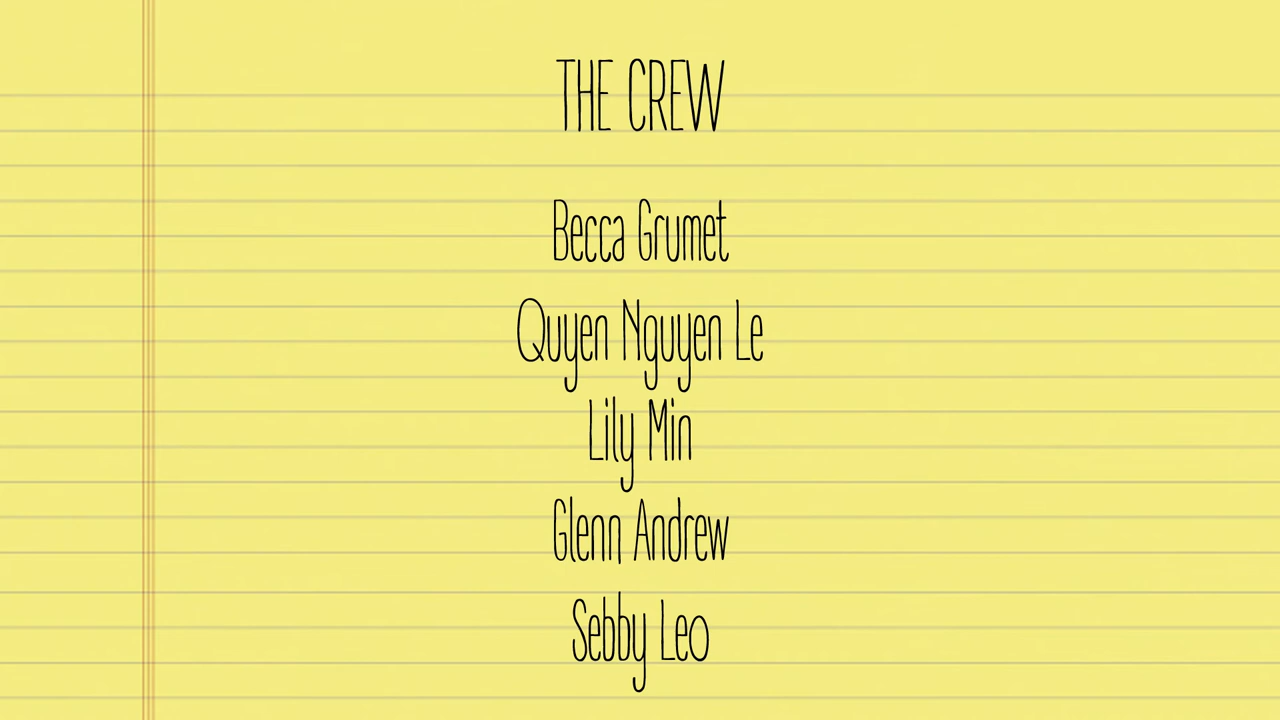 THE CREW
Becca Grumet
Quyen Nguyen Le
Lily Min
Glenn Andrew
Sebby Leo